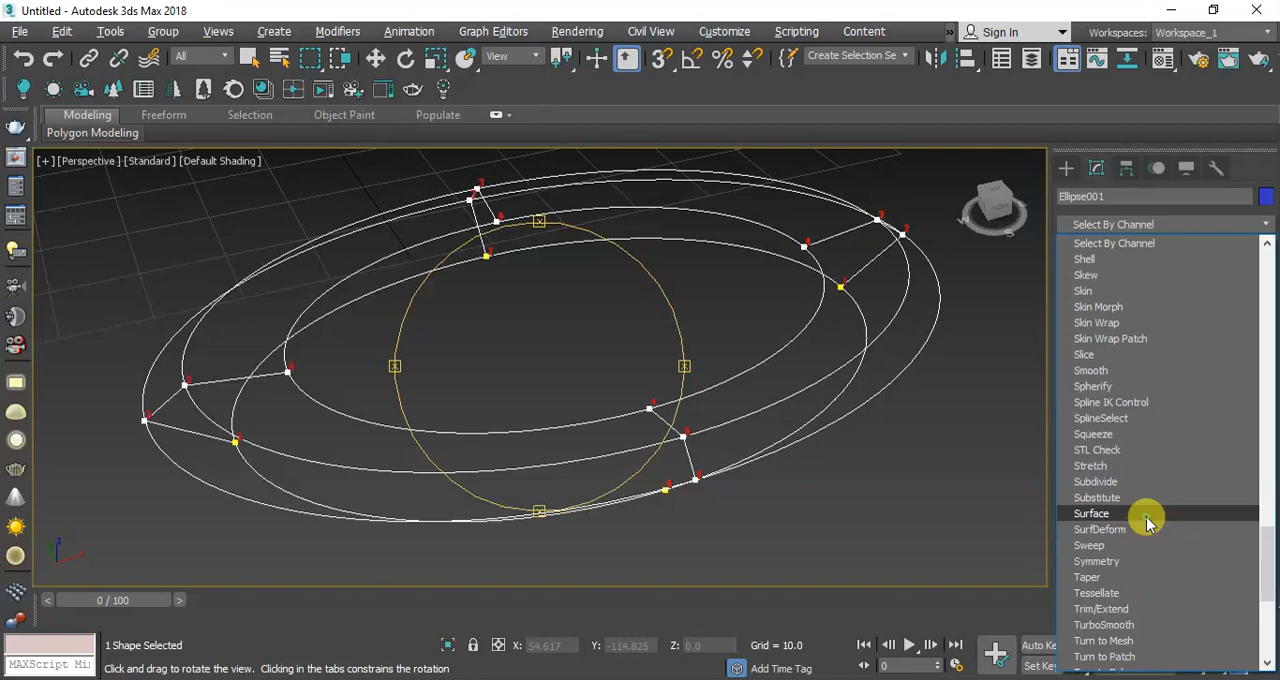 Untitled - Autodesk 3ds Max 2018
File Edit Tools Group Views Create Modifiers Animation Graph Editors Rendering Civil View Customize Scripting Content » Sign In Workspaces: Workspace_1
All View Create Selection Se
Modeling Freeform Selection Object Paint Populate
Polygon Modeling
[ + ] [Perspective ] [Standard ] [Default Shading ]
Ellipse001
Select By Channel
Select By Channel
Shell
Skew
Skin
Skin Morph
Skin Wrap
Skin Wrap Patch
Slice
Smooth
Spherify
Spline IK Control
SplineSelect
Squeeze
STL Check
Stretch
Subdivide
Substitute
Surface
SurfDeform
Sweep
Symmetry
Taper
Tessellate
Trim/Extend
TurboSmooth
Turn to Mesh
Turn to Patch
< 0 / 100 >
1 Shape Selected X: 54.617 Y: -114.825 Z: 0.0 Grid = 10.0 Auto Ke
MAXScript Mi Click and drag to rotate the view. Clicking in the tabs constrains the rotation Add Time Tag 0 Set Ke